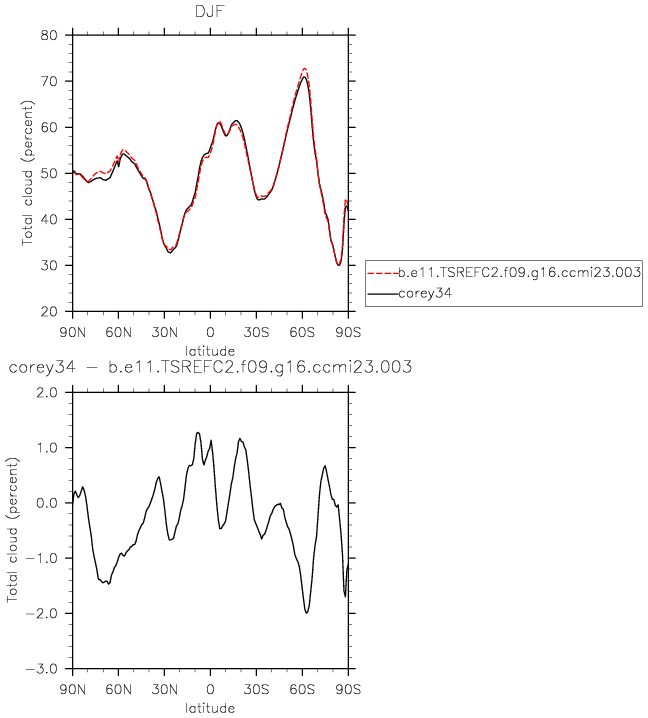 DJF
80
70
60
50
40
30
20
Total cloud (percent)
90N 60N 30N 0 30S 60S 90S
latitude
b.e11.TSREFC2.f09.g16.ccmi23.003
corey34
corey34 − b.e11.TSREFC2.f09.g16.ccmi23.003
2.0
1.0
0.0
−1.0
−2.0
−3.0
Total cloud (percent)
90N 60N 30N 0 30S 60S 90S
latitude